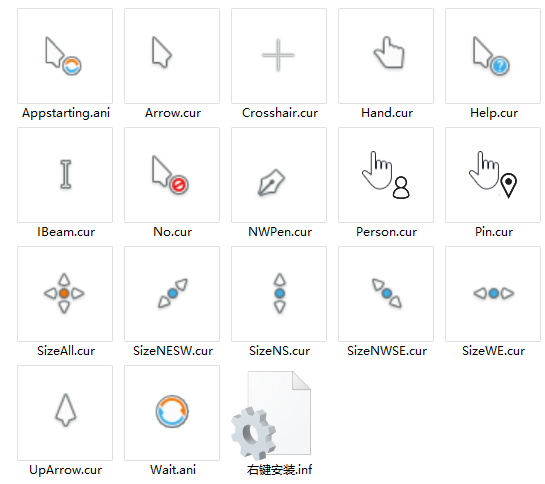 Appstarting.ani
Arrow.cur
Crosshair.cur
Hand.cur
Help.cur
IBeam.cur
No.cur
NWPen.cur
Person.cur
Pin.cur
SizeAll.cur
SizeNESW.cur
SizeNS.cur
SizeNWSE.cur
SizeWE.cur
UpArrow.cur
Wait.ani
右键安装.inf